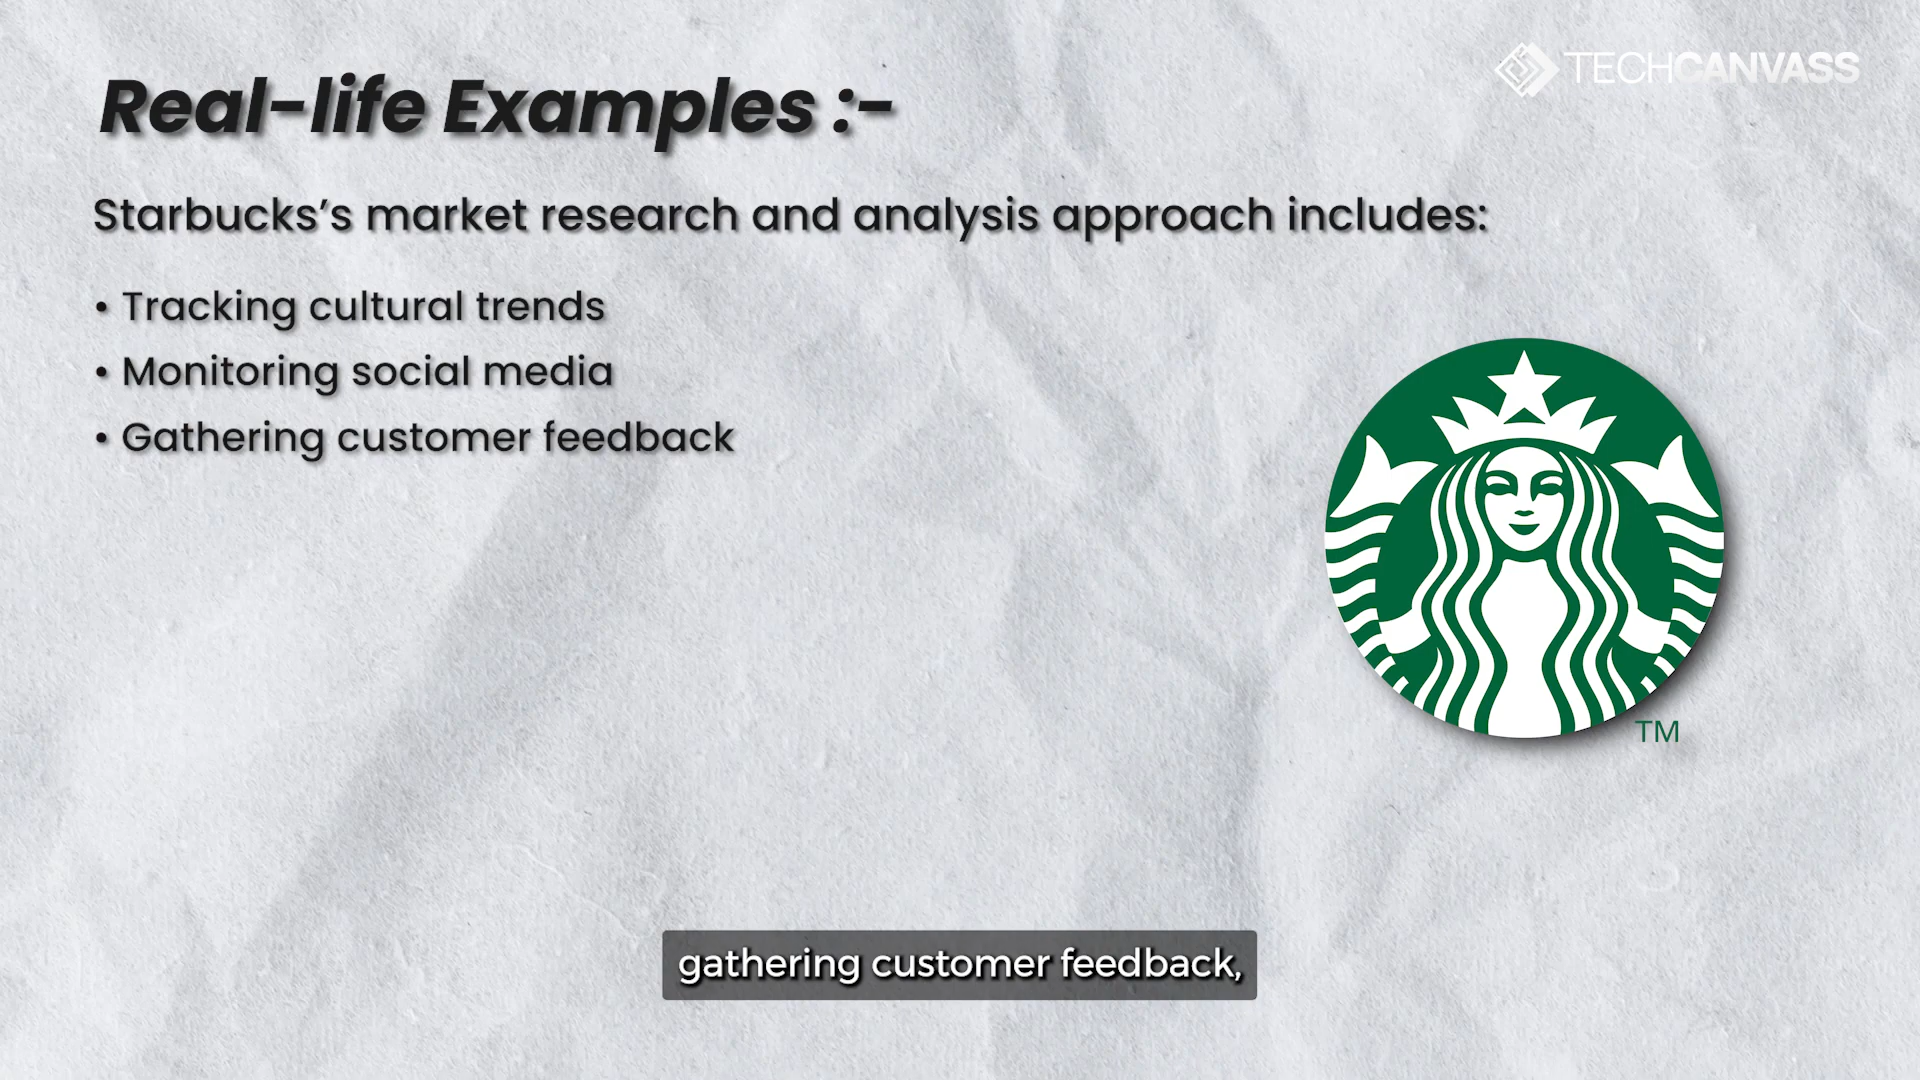 TECHCANVASS
Real-life Examples :-
Starbucks’s market research and analysis approach includes:
• Tracking cultural trends
• Monitoring social media
• Gathering customer feedback
TM
gathering customer feedback,